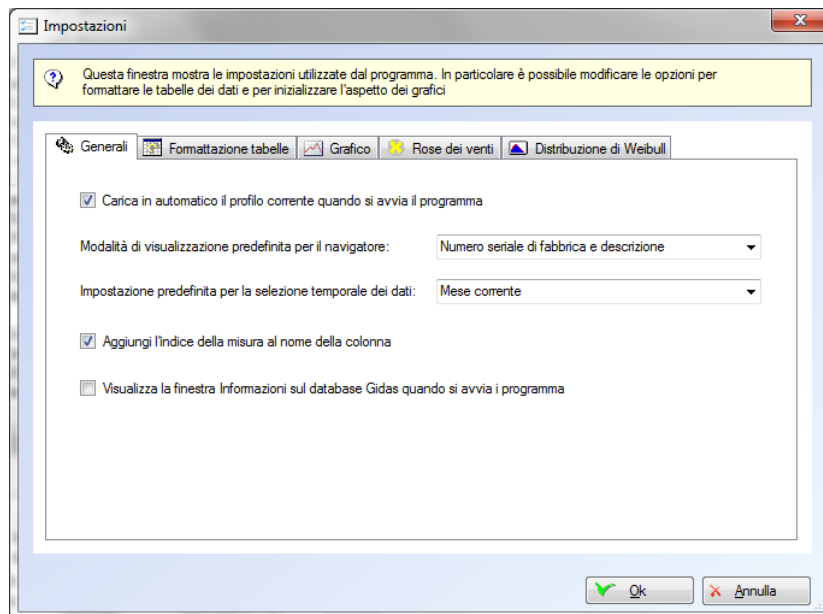 Impostazioni
Questa finestra mostra le impostazioni utilizzate dal programma. In particolare è possibile modificare le opzioni per
formattare le tabelle dei dati e per inizializzare l'aspetto dei grafici
Generali Formattazione tabelle Grafico Rose dei venti Distribuzione di Weibull
Carica in automatico il profilo corrente quando si avvia il programma
Modalità di visualizzazione predefinita per il navigatore: Numero seriale di fabbrica e descrizione
Impostazione predefinita per la selezione temporale dei dati: Mese corrente
Aggiungi l'indice della misura al nome della colonna
Visualizza la finestra Informazioni sul database Gidas quando si avvia i programma
Ok Annulla